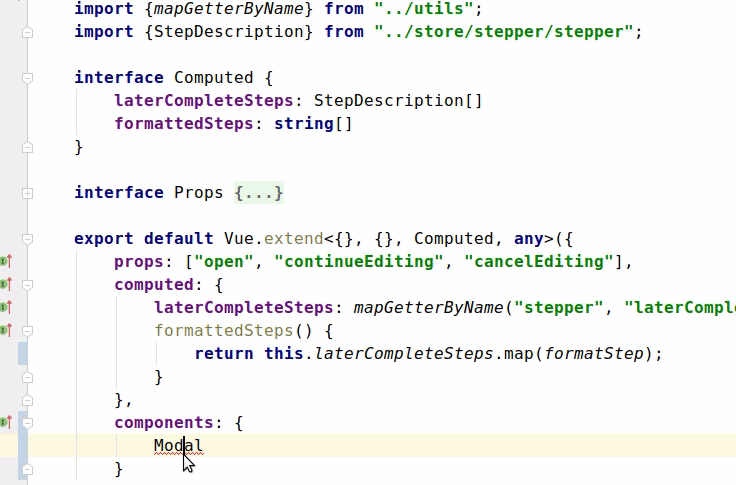 import {mapGetterByName} from "../utils";
import {StepDescription} from "../store/stepper/stepper";
interface Computed {
laterCompleteSteps: StepDescription[]
formattedSteps: string[]
}
interface Props {...}
export default Vue.extend<{}, {}, Computed, any>({
props: ["open", "continueEditing", "cancelEditing"],
computed: {
laterCompleteSteps: mapGetterByName("stepper", "laterCompl
formattedSteps() {
return this.laterCompleteSteps.map(formatStep);
}
},
components: {
Modal
}